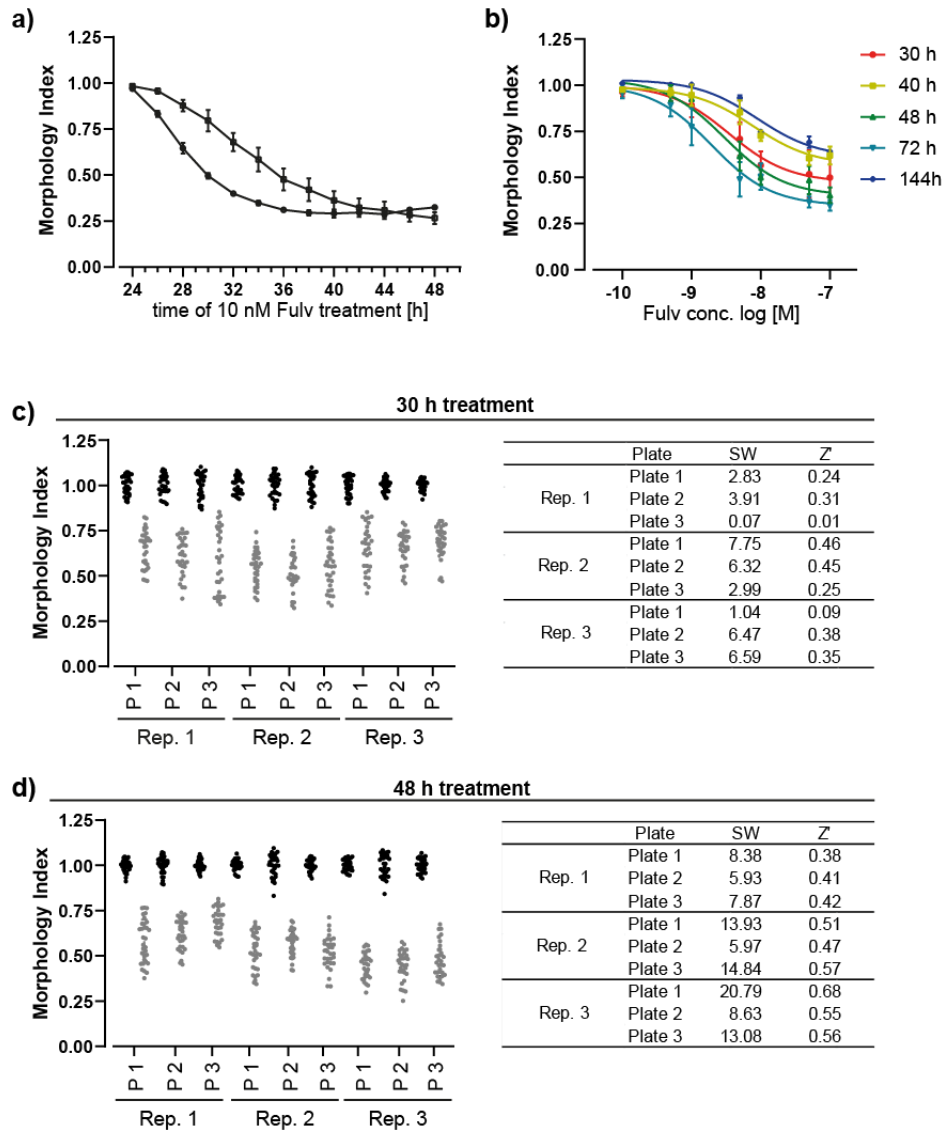 a)
1.25
1.00
0.75
0.50
0.25
0.00
Morphology Index
24 28 32 36 40 44 48
time of 10 nM Fulv treatment [h]
b)
1.25
1.00
0.75
0.50
0.25
0.00
Morphology Index
-10 -9 -8 -7
Fulv conc. log [M]
30 h
40 h
48 h
72 h
144h
c)
30 h treatment
1.25
1.00
0.75
0.50
0.25
0.00
Morphology Index
P 1 P 2 P 3 P 1 P 2 P 3 P 1 P 2 P 3
Rep. 1 Rep. 2 Rep. 3
Plate SW Z'
Rep. 1
Plate 1 2.83 0.24
Plate 2 3.91 0.31
Plate 3 0.07 0.01
Rep. 2
Plate 1 7.75 0.46
Plate 2 6.32 0.45
Plate 3 2.99 0.25
Rep. 3
Plate 1 1.04 0.09
Plate 2 6.47 0.38
Plate 3 6.59 0.35
d)
48 h treatment
1.25
1.00
0.75
0.50
0.25
0.00
Morphology Index
P 1 P 2 P 3 P 1 P 2 P 3 P 1 P 2 P 3
Rep. 1 Rep. 2 Rep. 3
Plate SW Z'
Rep. 1
Plate 1 8.38 0.38
Plate 2 5.93 0.41
Plate 3 7.87 0.42
Rep. 2
Plate 1 13.93 0.51
Plate 2 5.97 0.47
Plate 3 14.84 0.57
Rep. 3
Plate 1 20.79 0.68
Plate 2 8.63 0.55
Plate 3 13.08 0.56